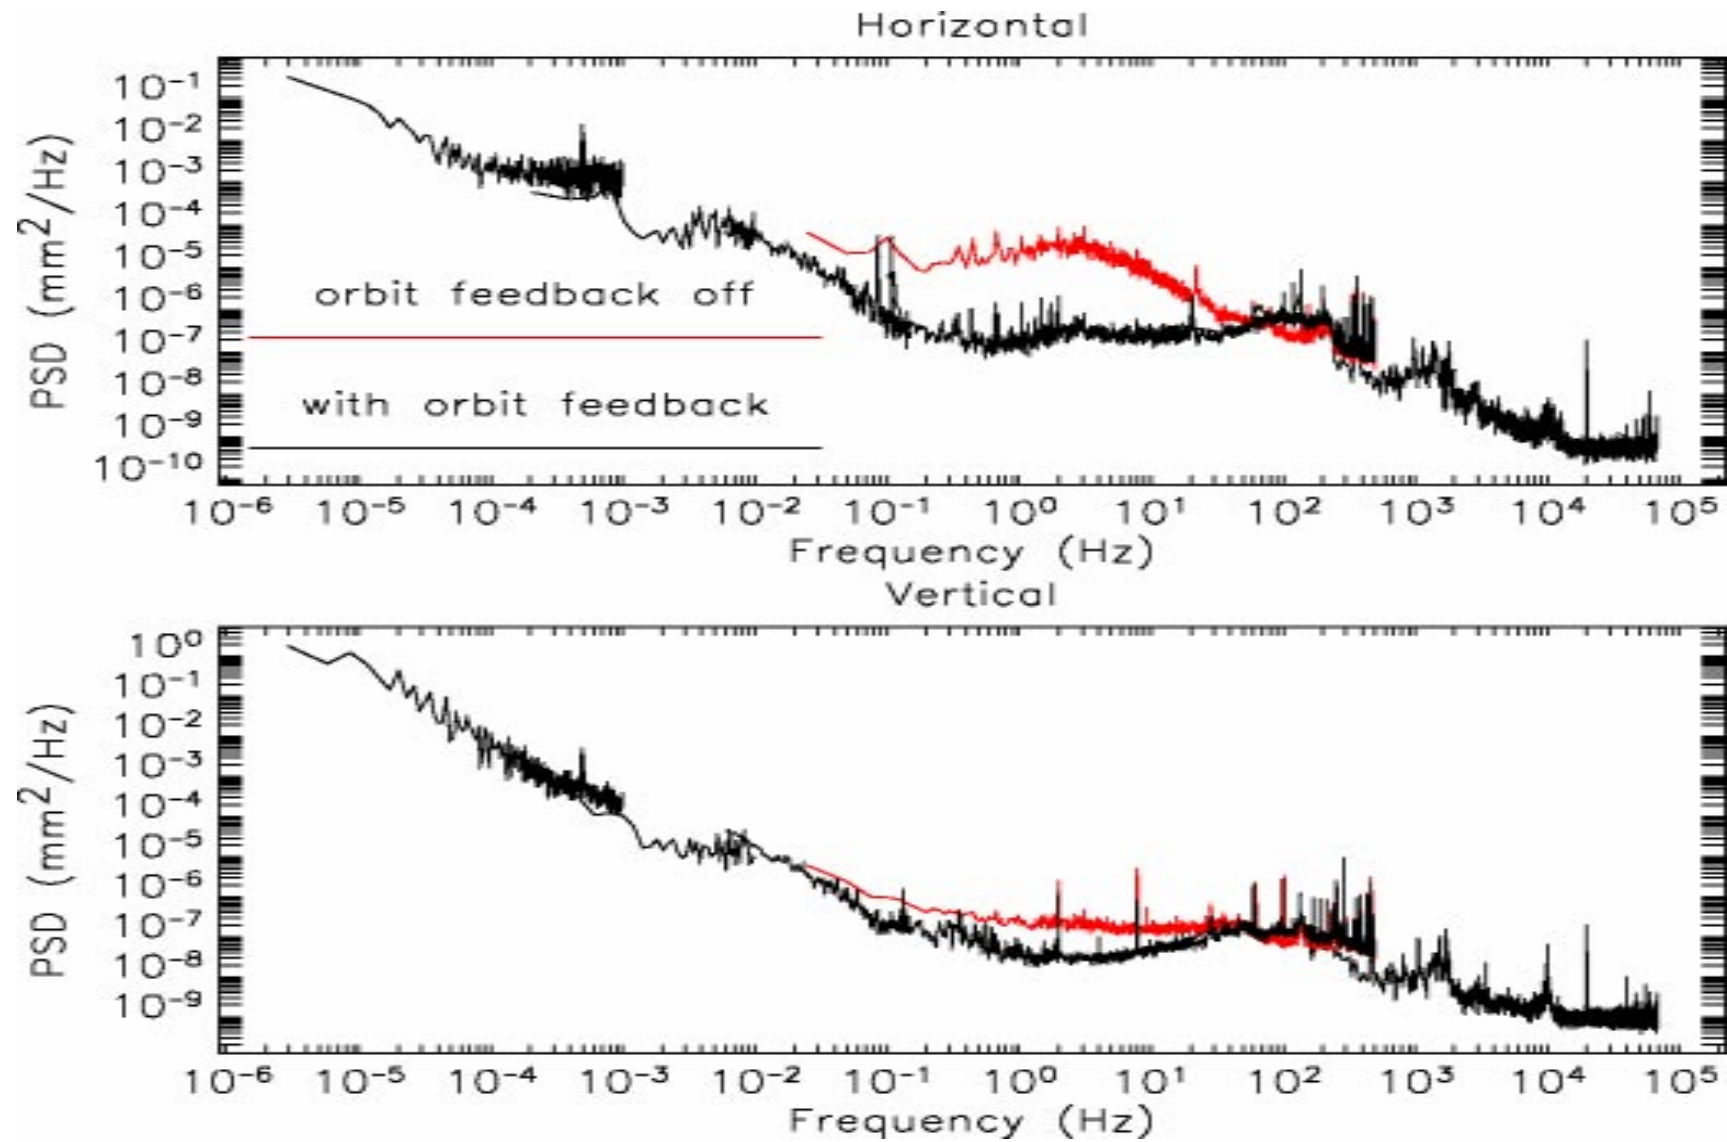 Horizontal
PSD (mm²/Hz)
10⁻¹
10⁻²
10⁻³
10⁻⁴
10⁻⁵
10⁻⁶
10⁻⁷
10⁻⁸
10⁻⁹
10⁻¹⁰
orbit feedback off
with orbit feedback
10⁻⁶ 10⁻⁵ 10⁻⁴ 10⁻³ 10⁻² 10⁻¹ 10⁰ 10¹ 10² 10³ 10⁴ 10⁵
Frequency (Hz)
Vertical
PSD (mm²/Hz)
10⁰
10⁻¹
10⁻²
10⁻³
10⁻⁴
10⁻⁵
10⁻⁶
10⁻⁷
10⁻⁸
10⁻⁹
10⁻⁶ 10⁻⁵ 10⁻⁴ 10⁻³ 10⁻² 10⁻¹ 10⁰ 10¹ 10² 10³ 10⁴ 10⁵
Frequency (Hz)